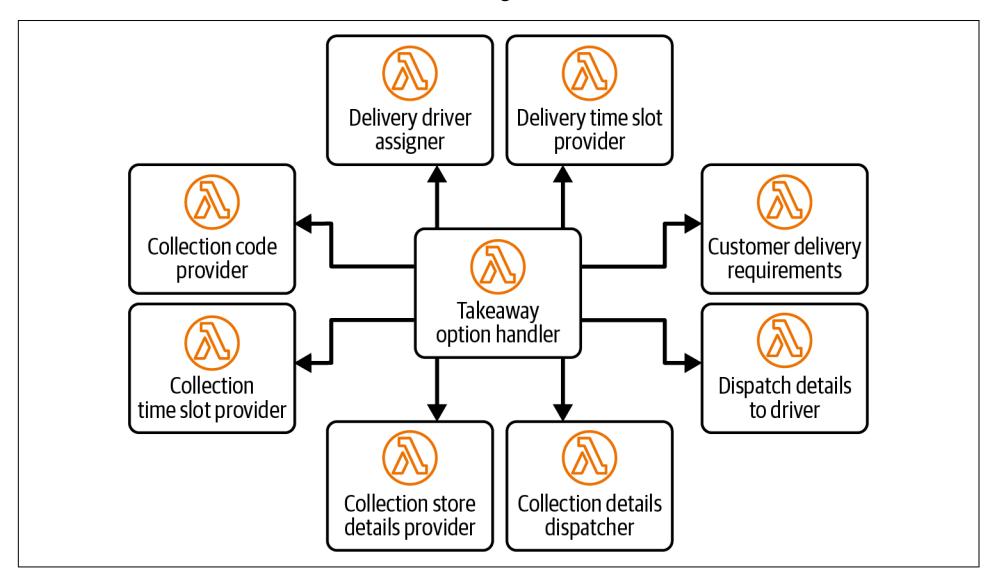 Delivery driver
assigner
Delivery time slot
provider
Collection code
provider
Customer delivery
requirements
Takeaway
option handler
Collection
time slot provider
Dispatch details
to driver
Collection store
details provider
Collection details
dispatcher